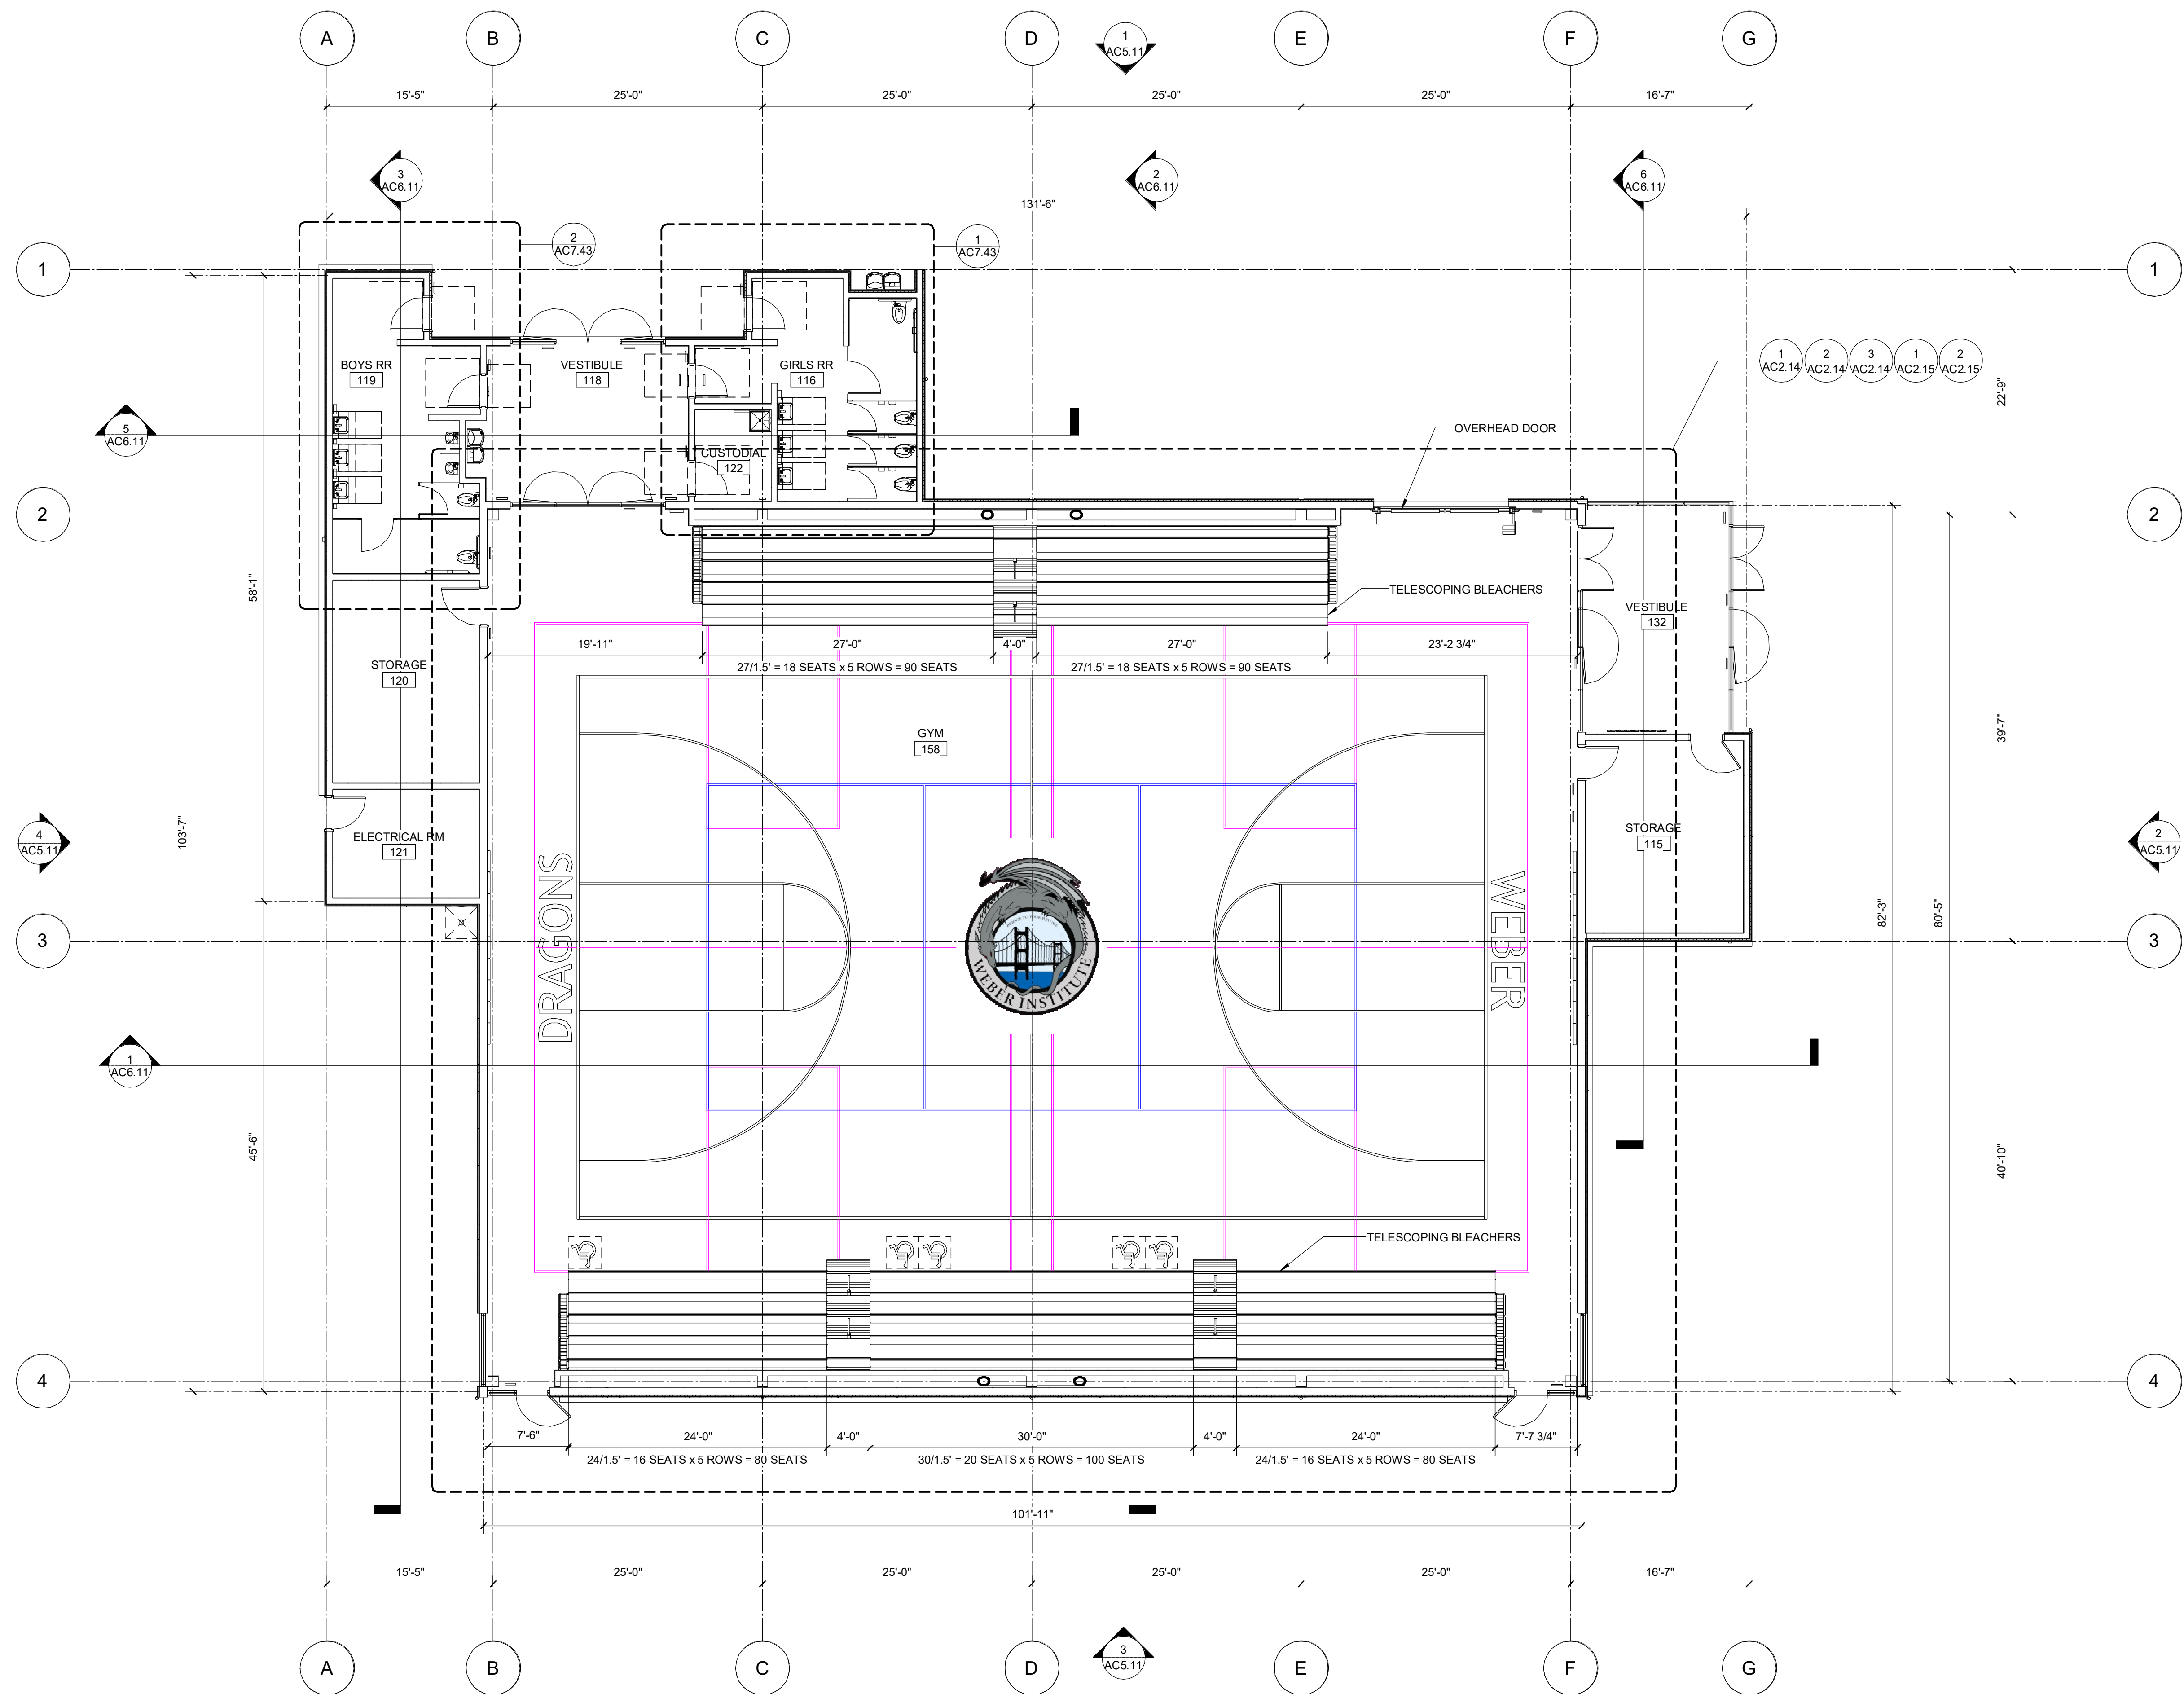 A B C D E F G
1
AC5.11
15'-5" 25'-0" 25'-0" 25'-0" 25'-0" 16'-7"
3
AC6.11
2
AC6.11
6
AC6.11
131'-6"
2
AC7.43
1
AC7.43
1 1
BOYS RR
119
VESTIBULE
118
GIRLS RR
116
1
AC2.14
2
AC2.14
3
AC2.14
1
AC2.15
2
AC2.15
22'-9"
5
AC6.11
OVERHEAD DOOR
CUSTODIAL
122
2 2
58'-1"
TELESCOPING BLEACHERS
VESTIBULE
132
19'-11" 27'-0" 4'-0" 27'-0" 23'-2 3/4"
27/1.5' = 18 SEATS x 5 ROWS = 90 SEATS
27/1.5' = 18 SEATS x 5 ROWS = 90 SEATS
STORAGE
120
GYM
158
39'-7"
103'-7"
ELECTRICAL RM
121
STORAGE
115
4
AC5.11
2
AC5.11
DRAGONS
WEBER INSTITUTE
WEBER
82'-3"
80'-5"
3 3
1
AC6.11
45'-6"
40'-10"
TELESCOPING BLEACHERS
4 4
7'-6" 24'-0" 4'-0" 30'-0" 4'-0" 24'-0" 7'-7 3/4"
24/1.5' = 16 SEATS x 5 ROWS = 80 SEATS
30/1.5' = 20 SEATS x 5 ROWS = 100 SEATS
24/1.5' = 16 SEATS x 5 ROWS = 80 SEATS
101'-11"
15'-5" 25'-0" 25'-0" 25'-0" 25'-0" 16'-7"
3
AC5.11
A B C D E F G